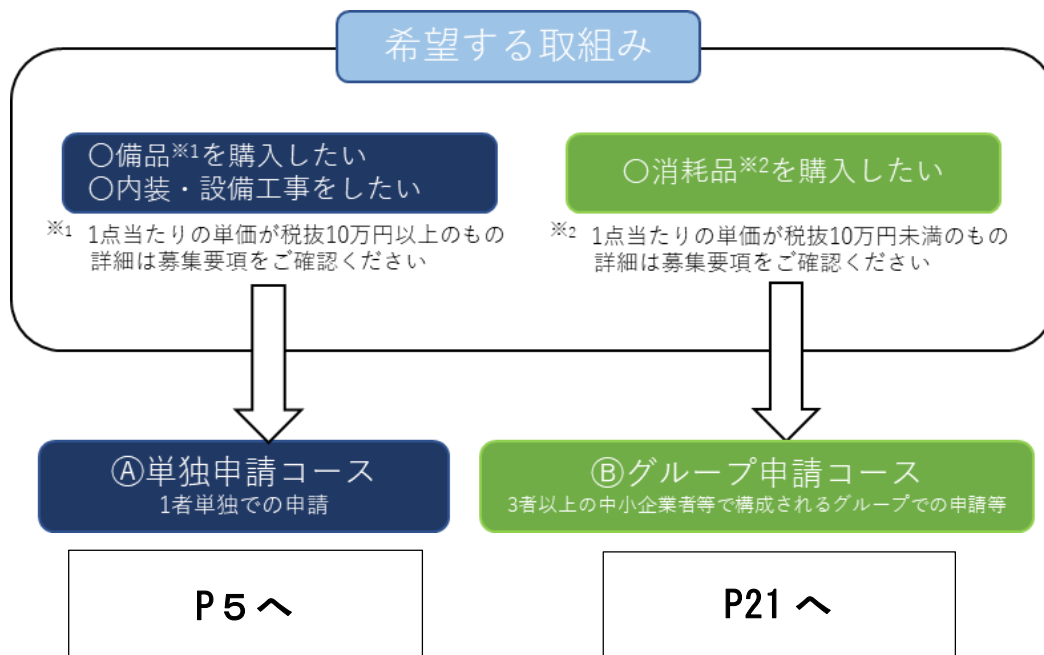 希望する取組み
○備品※1を購入したい
○内装・設備工事をしたい
※1 1点当たりの単価が税抜10万円以上のもの
詳細は募集要項をご確認ください
○消耗品※2を購入したい
※2 1点当たりの単価が税抜10万円未満のもの
詳細は募集要項をご確認ください
Ⓐ単独申請コース
1者単独での申請
Ⓑグループ申請コース
3者以上の中小企業者等で構成されるグループでの申請等
P5へ
P21へ